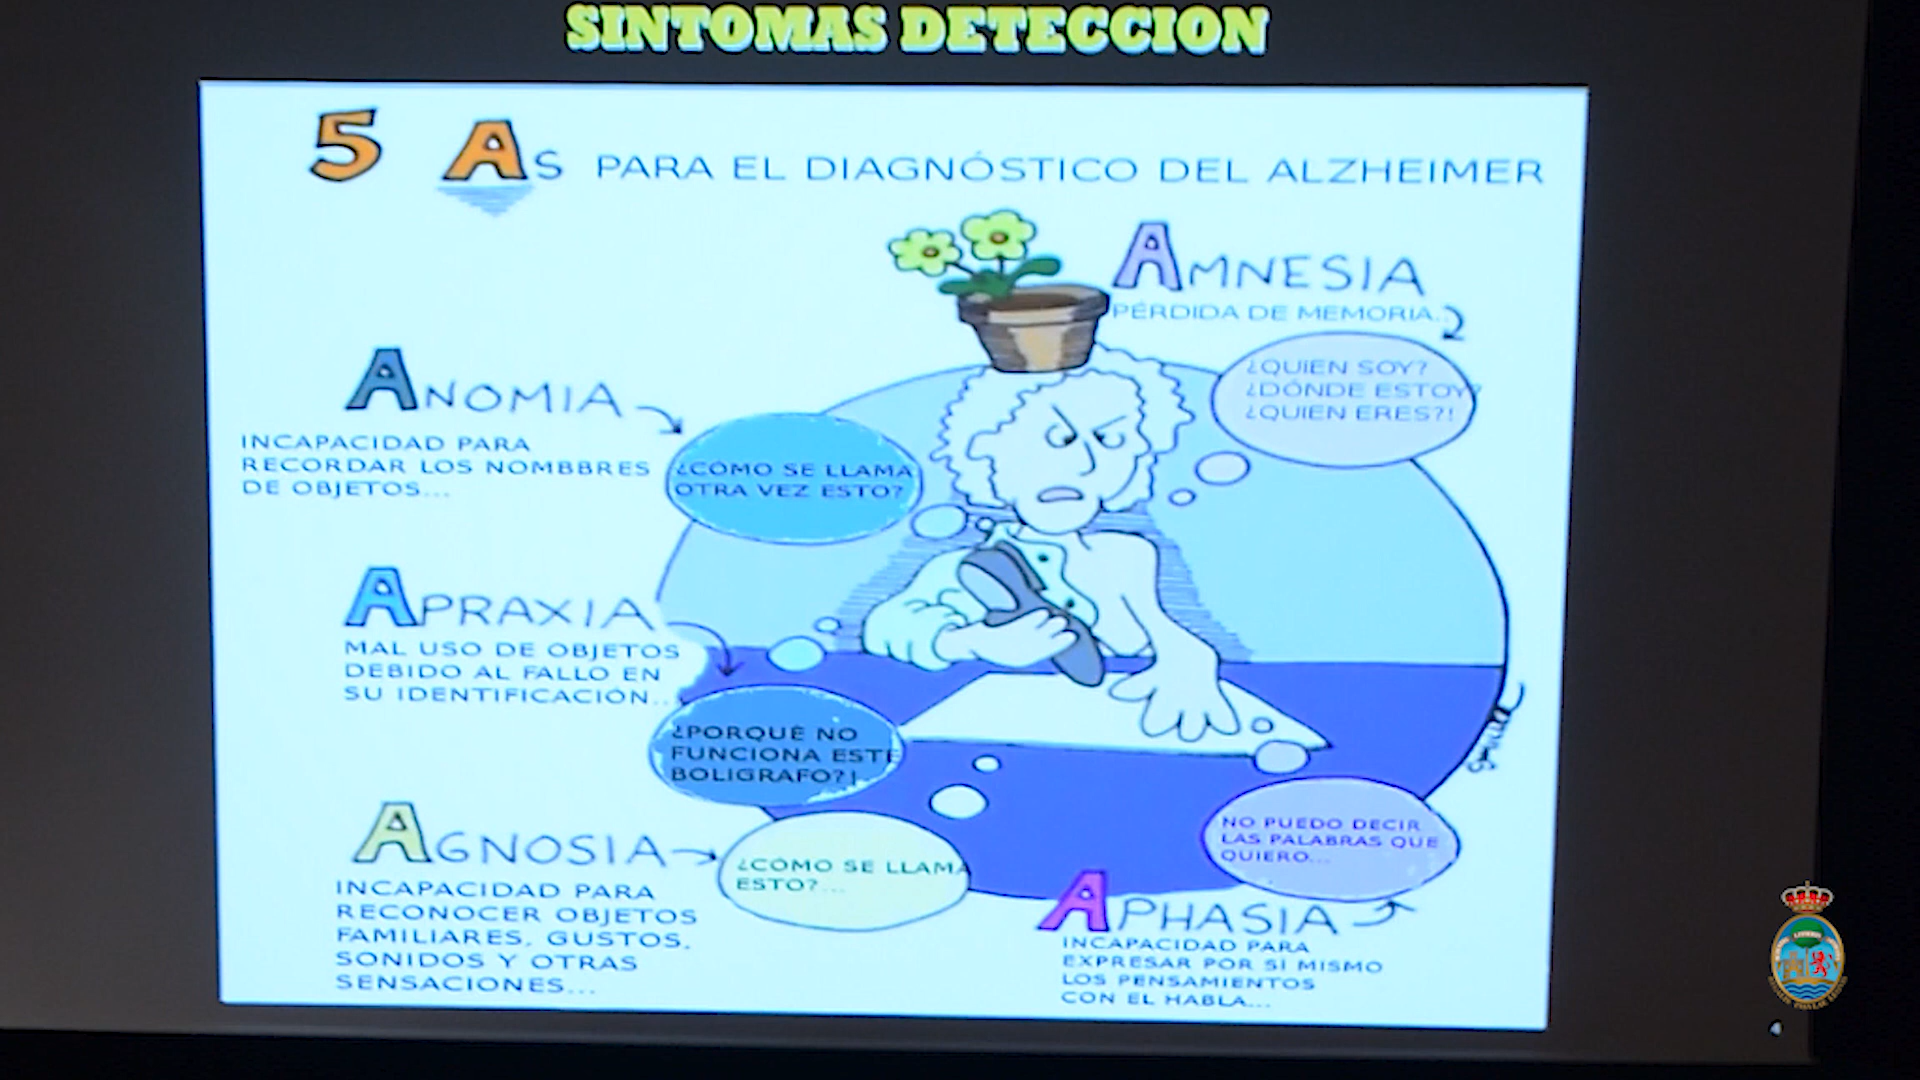 SINTOMAS DETECCION
5 AS PARA EL DIAGNÓSTICO DEL ALZHEIMER
AMNESIA
PÉRDIDA DE MEMORIA...
¿QUIEN SOY?
¿DÓNDE ESTOY?
¿QUIEN ERES?!
ANOMIA
INCAPACIDAD PARA
RECORDAR LOS NOMBBRES
DE OBJETOS...
¿COMO SE LLAMA
OTRA VEZ ESTO?
APRAXIA
MAL USO DE OBJETOS
DEBIDO AL FALLO EN
SU IDENTIFICACIÓN...
¿PORQUÉ NO
FUNCIONA ESTE
BOLIGRAFO?!
AGNOSIA
INCAPACIDAD PARA
RECONOCER OBJETOS
FAMILIARES, GUSTOS,
SONIDOS Y OTRAS
SENSACIONES...
¿COMO SE LLAMA
ESTO?...
NO PUEDO DECIR
LAS PALABRAS QUE
QUIERO...
APHASIA
INCAPACIDAD PARA
EXPRESAR POR SÍ MISMO
LOS PENSAMIENTOS
CON EL HABLA...
4